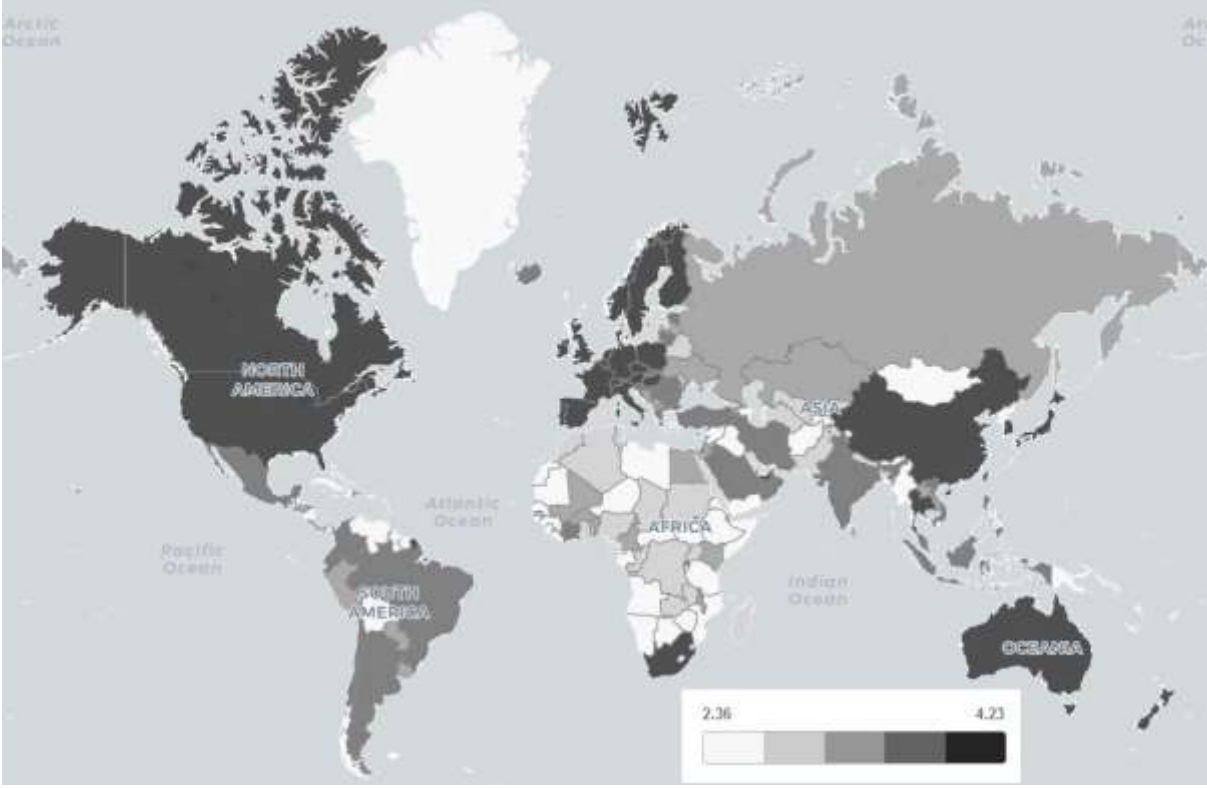 Arctic
Ocean
NORTH
AMERICA
ASIA
Atlantic
Ocean
AFRICA
Pacific
Ocean
SOUTH
AMERICA
Indian
Ocean
OCEANIA
2.36
4.23